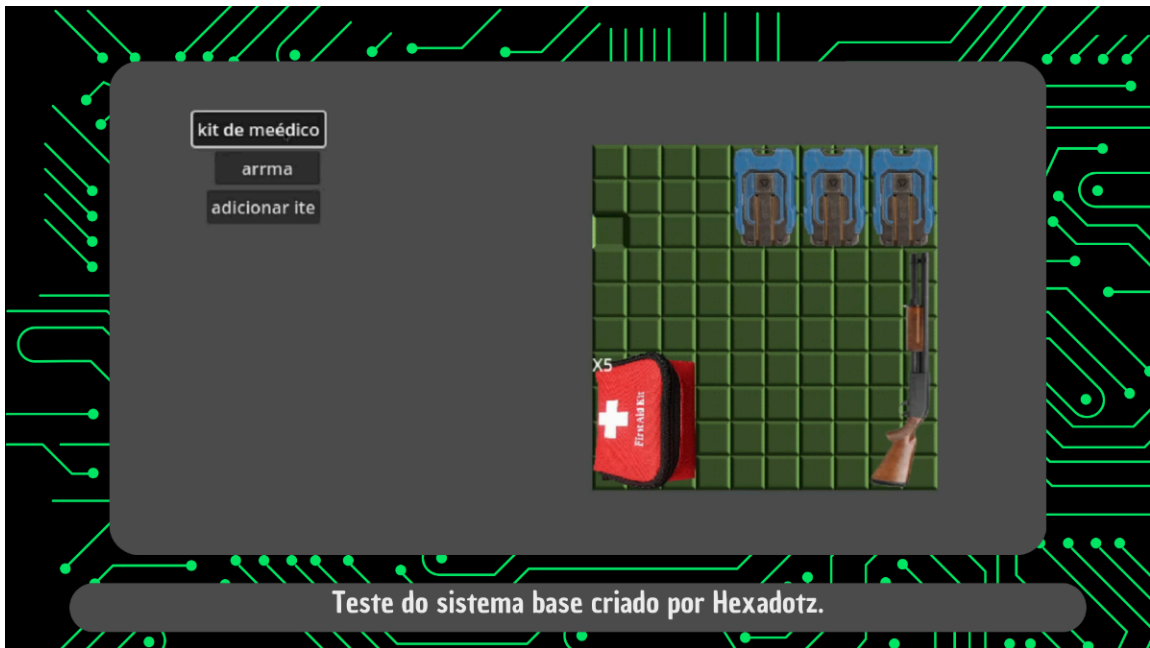 kit de meédico
arrma
adicionar ite
X5
First Aid Kit
Teste do sistema base criado por Hexadotz.